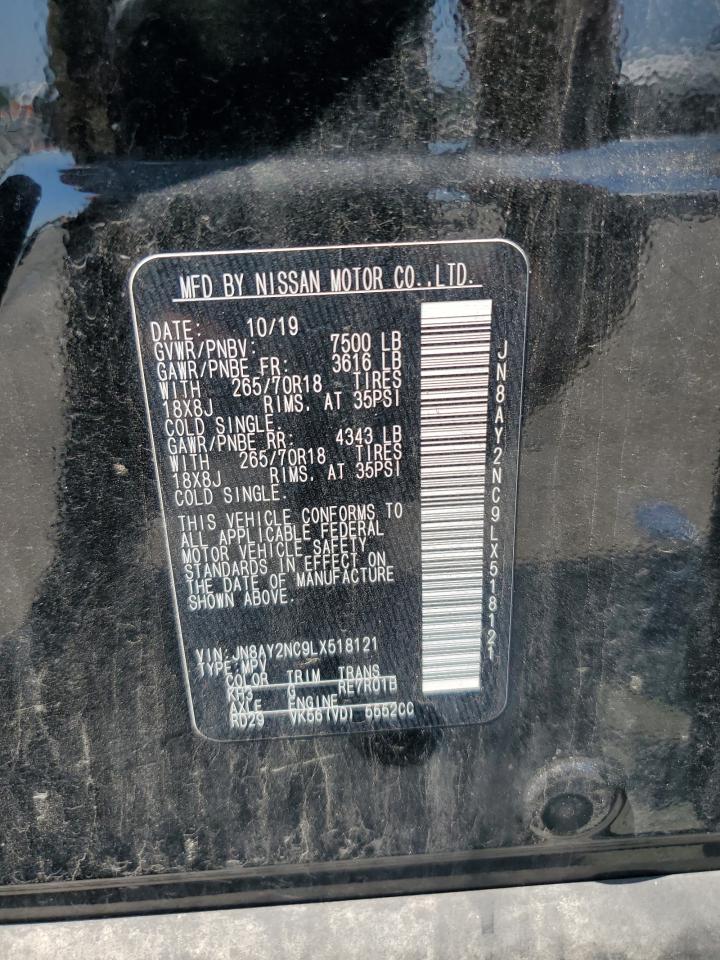 MFD BY NISSAN MOTOR CO.,LTD.
DATE: 10/19
GVWR/PNBV: 7500 LB
GAWR/PNBE FR: 3616 LB
WITH 265/70R18 TIRES
18X8J RIMS. AT 35PSI
COLD SINGLE.
GAWR/PNBE RR: 4343 LB
WITH 265/70R18 TIRES
18X8J RIMS. AT 35PSI
COLD SINGLE.
THIS VEHICLE CONFORMS TO
ALL APPLICABLE FEDERAL
MOTOR VEHICLE SAFETY
STANDARDS IN EFFECT ON
THE DATE OF MANUFACTURE
SHOWN ABOVE.
VIN:JN8AY2NC9LX518121
TYPE:MPV
COLOR TRIM TRANS
KH3 G RE7R01B
AXLE ENGINE
RD29 VK56(VD) 5552CC
JN8AY2NC9LX518121